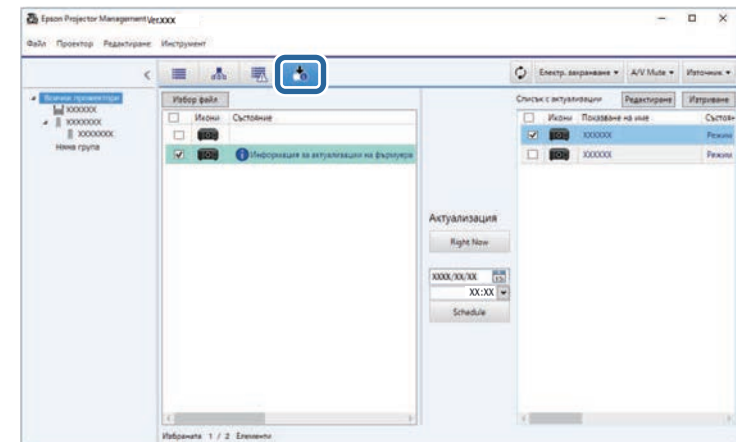 Epson Projector Management Ver.XXX
Файл Проектор Редактиране Инструмент
Електр. захранване A/V Mute Източник
Всички проектори
XXXXXX
XXXXXXX
XXXXXXX
Няма група
Избор файл
Икони Състояние
Информация за актуализации на фърмуера
Актуализация
Right Now
XXXX/XX/XX
XX:XX
Schedule
Списък с актуализации Редактиране Изтриване
Икони Показване на име Състоян
XXXXXX Режим
XXXXXX Режим
Избраната 1 / 2 Елементи